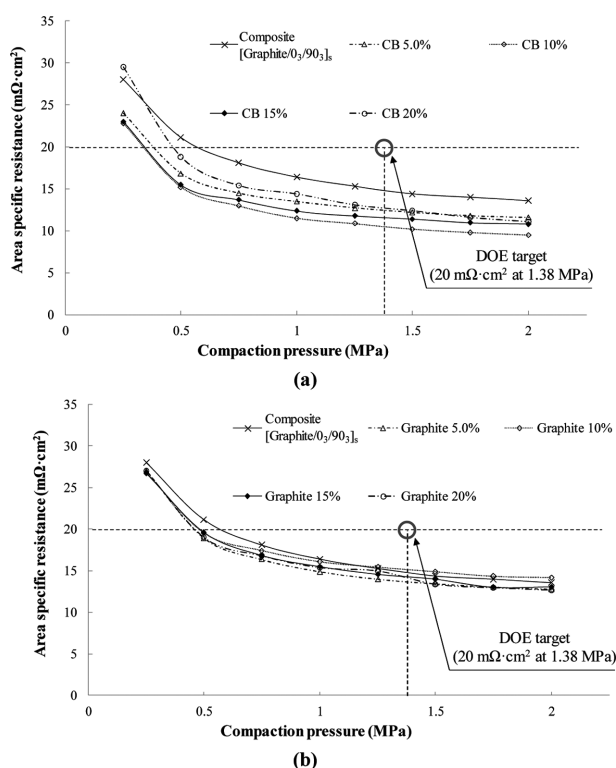 (a)
35
30
25
20
15
10
5
0
Area specific resistance (mΩ·cm²)
Composite
[Graphite/0₃/90₃]ₛ
CB 5.0%
CB 10%
CB 15%
CB 20%
DOE target
(20 mΩ·cm² at 1.38 MPa)
0 0.5 1 1.5 2
Compaction pressure (MPa)
(a)
35
30
25
20
15
10
5
0
Area specific resistance (mΩ·cm²)
Composite
[Graphite/0₃/90₃]ₛ
Graphite 5.0%
Graphite 10%
Graphite 15%
Graphite 20%
DOE target
(20 mΩ·cm² at 1.38 MPa)
0 0.5 1 1.5 2
Compaction pressure (MPa)
(b)